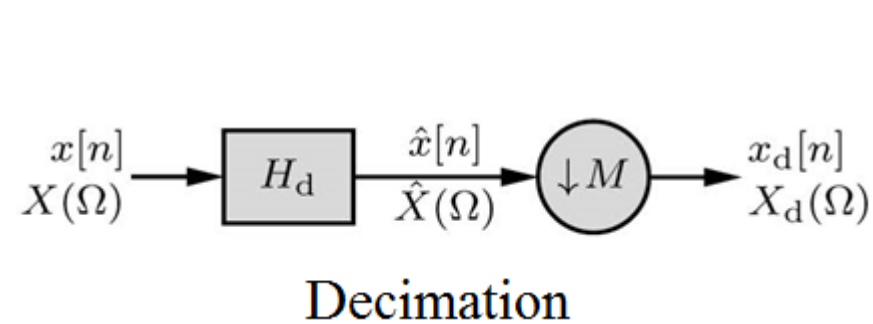 x[n]
X(Ω)
H_d
x̂[n]
X̂(Ω)
↓M
x_d[n]
X_d(Ω)
Decimation